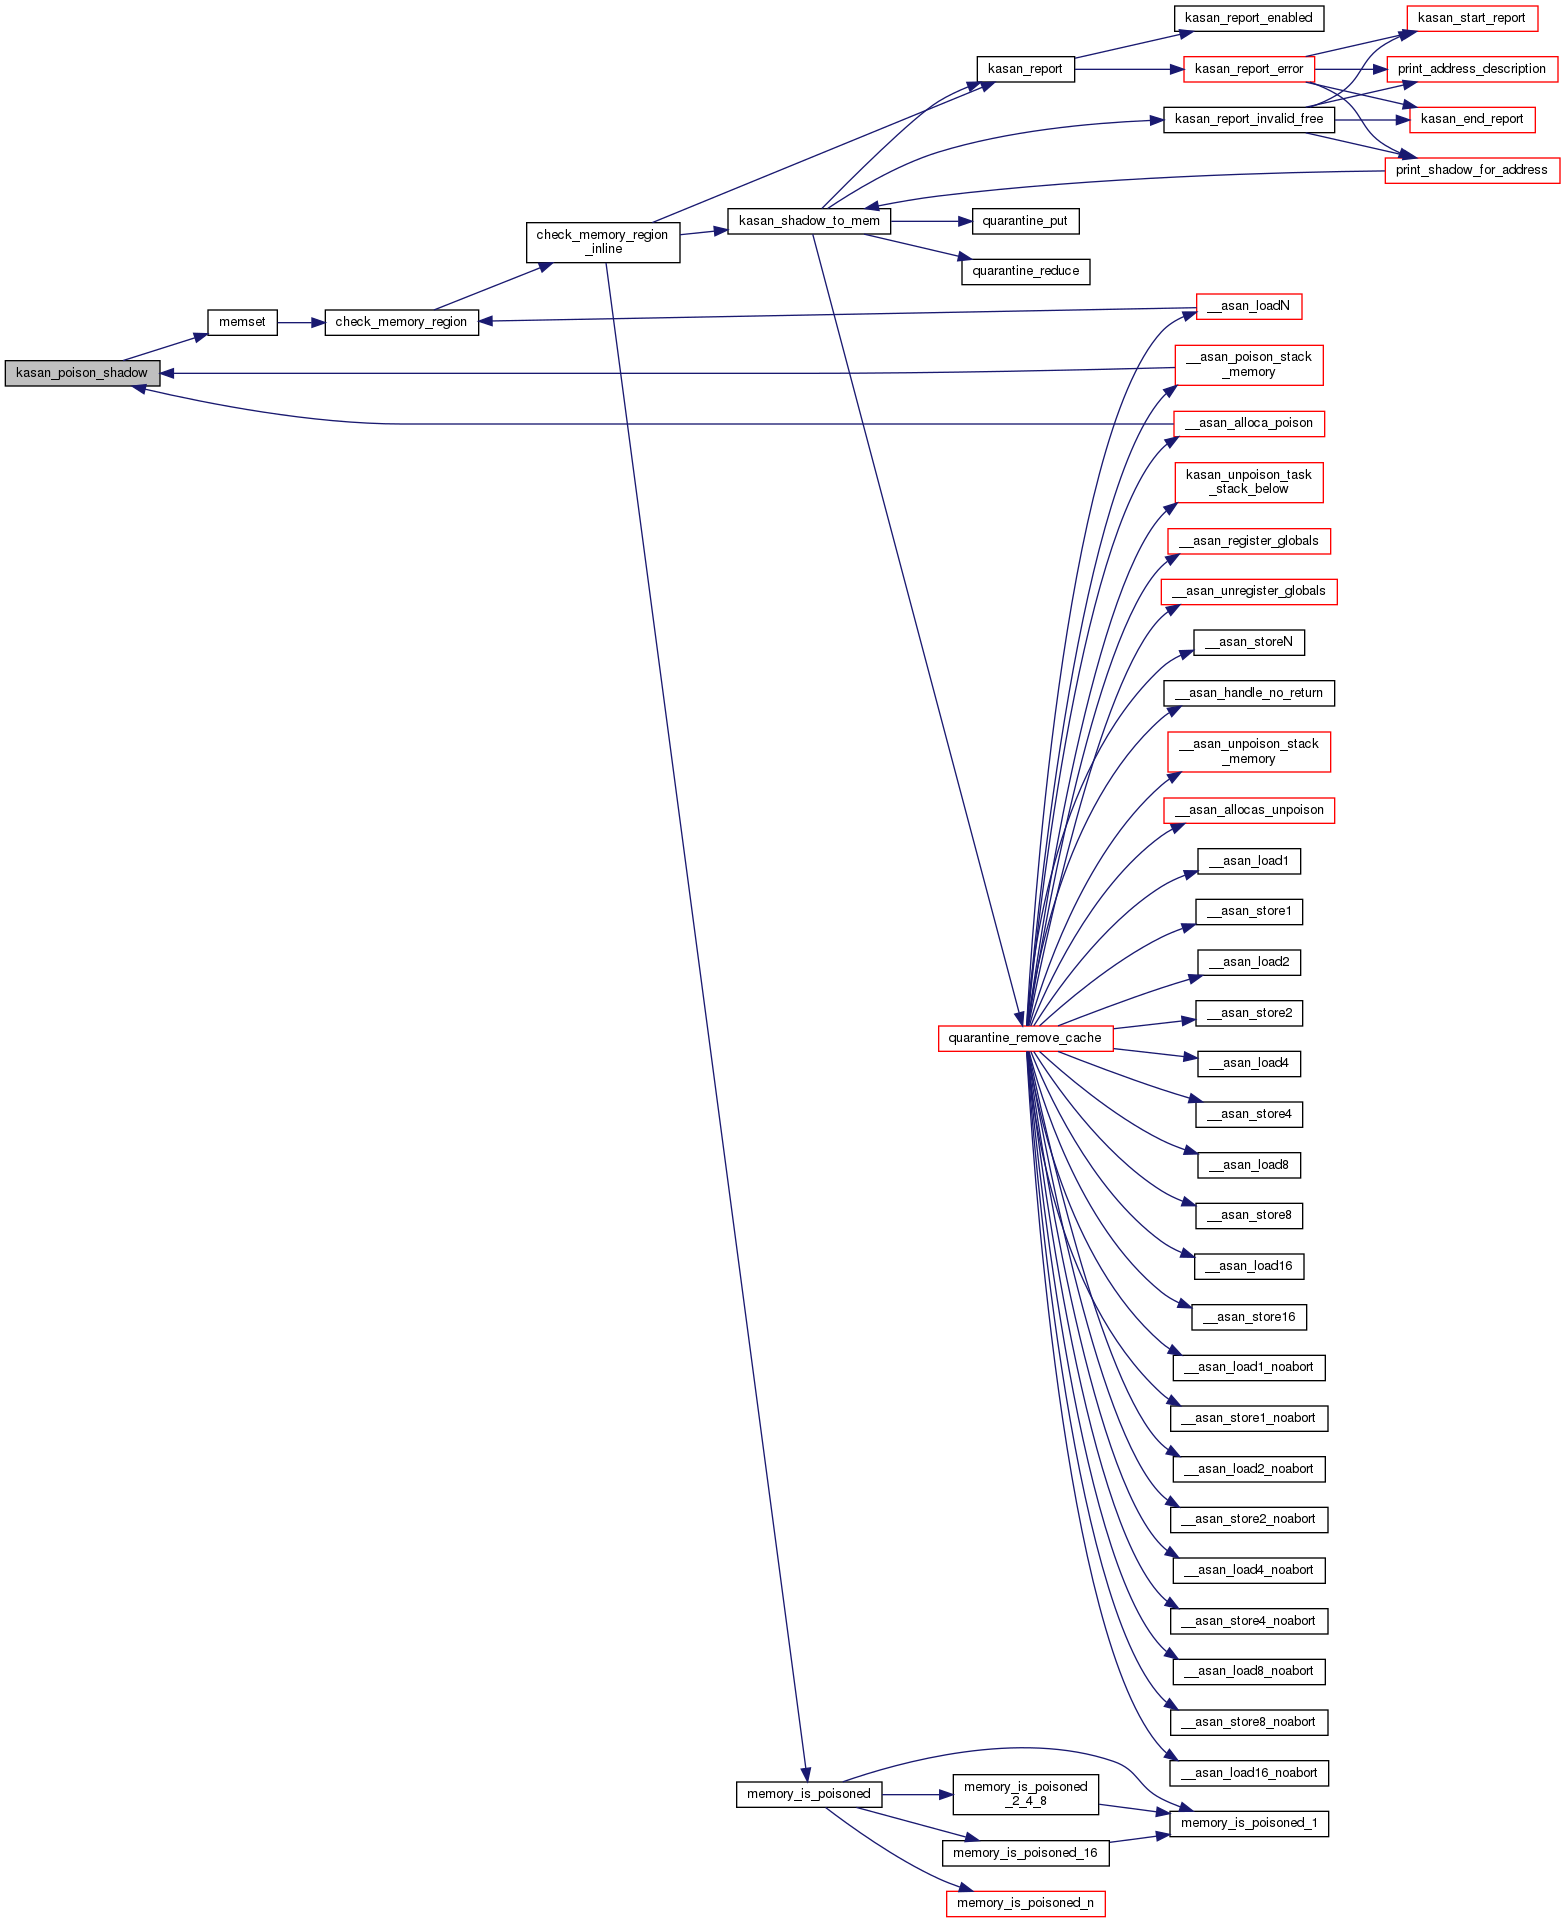 kasan_report_enabled
kasan_start_report
kasan_report
kasan_report_error
print_address_description
kasan_report_invalid_free
kasan_end_report
print_shadow_for_address
kasan_shadow_to_mem
quarantine_put
check_memory_region
_inline
quarantine_reduce
memset
check_memory_region
__asan_loadN
kasan_poison_shadow
__asan_poison_stack
_memory
__asan_alloca_poison
kasan_unpoison_task
_stack_below
__asan_register_globals
__asan_unregister_globals
__asan_storeN
__asan_handle_no_return
__asan_unpoison_stack
_memory
__asan_allocas_unpoison
__asan_load1
__asan_store1
__asan_load2
__asan_store2
quarantine_remove_cache
__asan_load4
__asan_store4
__asan_load8
__asan_store8
__asan_load16
__asan_store16
__asan_load1_noabort
__asan_store1_noabort
__asan_load2_noabort
__asan_store2_noabort
__asan_load4_noabort
__asan_store4_noabort
__asan_load8_noabort
__asan_store8_noabort
__asan_load16_noabort
memory_is_poisoned
memory_is_poisoned
_2_4_8
memory_is_poisoned_1
memory_is_poisoned_16
memory_is_poisoned_n